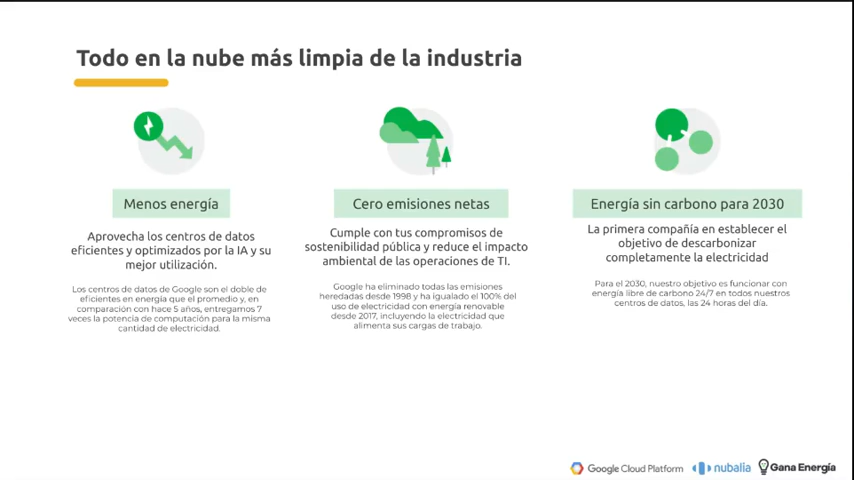 Todo en la nube más limpia de la industria
Menos energía
Aprovecha los centros de datos
eficientes y optimizados por la IA y su
mejor utilización.
Los centros de datos de Google son el doble de
eficientes en energía que el promedio y, en
comparación con hace 5 años, entregamos 7
veces la potencia de computación para la misma
cantidad de electricidad.
Cero emisiones netas
Cumple con tus compromisos de
sostenibilidad pública y reduce el impacto
ambiental de las operaciones de TI.
Google ha eliminado todas las emisiones
heredadas desde 1998 y ha igualado el 100% del
uso de electricidad con energía renovable
desde 2017, incluyendo la electricidad que
alimenta sus cargas de trabajo.
Energía sin carbono para 2030
La primera compañía en establecer el
objetivo de descarbonizar
completamente la electricidad
Para el 2030, nuestro objetivo es funcionar con
energía libre de carbono 24/7 en todos nuestros
centros de datos, las 24 horas del día.
Google Cloud Platform nubalia Gana Energía